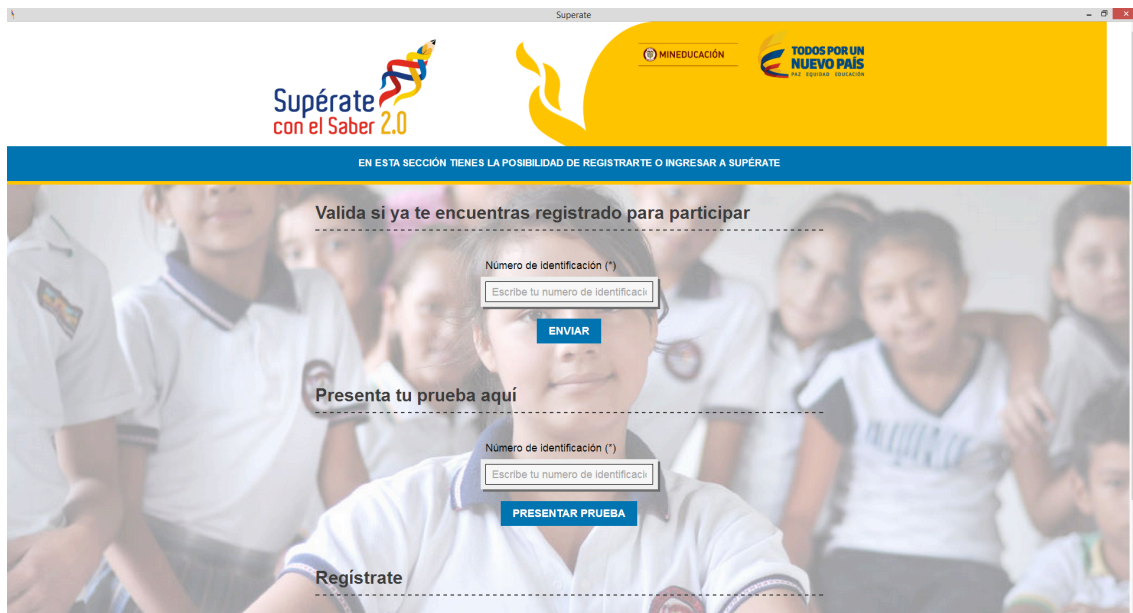 Superate
Supérate
con el Saber 2.0
MINEDUCACIÓN
TODOS POR UN
NUEVO PAÍS
PAZ EQUIDAD EDUCACIÓN
EN ESTA SECCIÓN TIENES LA POSIBILIDAD DE REGISTRARTE O INGRESAR A SUPÉRATE
Valida si ya te encuentras registrado para participar
Número de identificación (*)
Escribe tu numero de identificaci
ENVIAR
Presenta tu prueba aquí
Número de identificación (*)
Escribe tu numero de identificaci
PRESENTAR PRUEBA
Regístrate